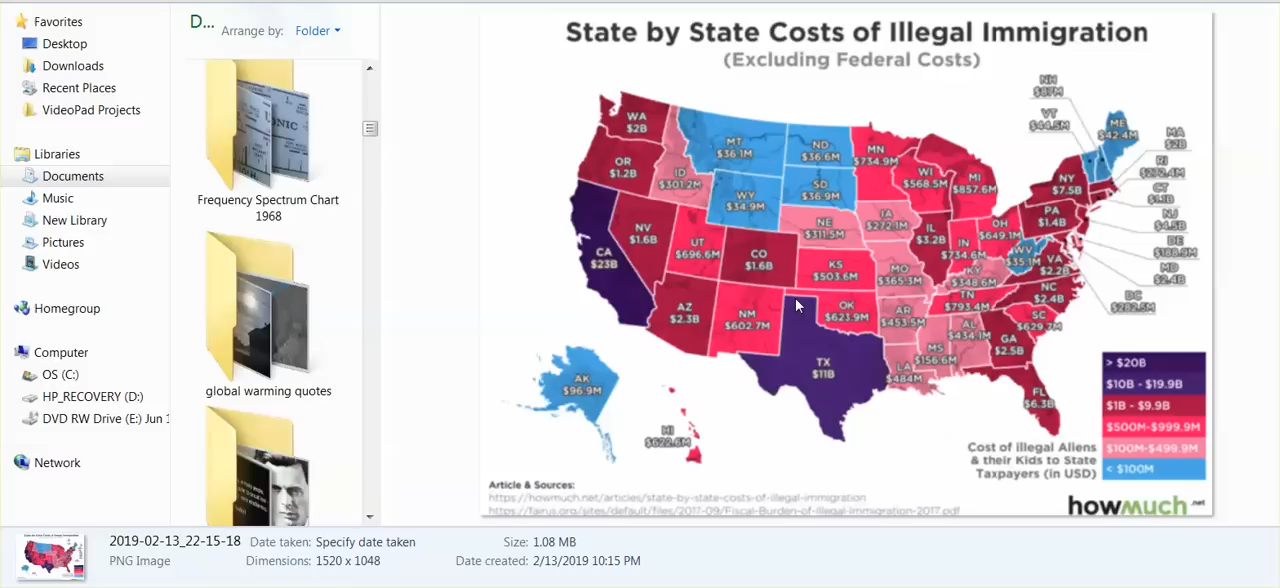 Favorites
Desktop
Downloads
Recent Places
VideoPad Projects
Libraries
Documents
Music
New Library
Pictures
Videos
Homegroup
Computer
OS (C:)
HP_RECOVERY (D:)
DVD RW Drive (E:) Jun 1
Network
D...
Arrange by: Folder
Frequency Spectrum Chart
1968
global warming quotes
State by State Costs of Illegal Immigration
(Excluding Federal Costs)
WA
$2B
OR
$1.2B
CA
$23B
NV
$1.6B
ID
$301.2M
MT
$36.1M
WY
$34.9M
UT
$696.6M
CO
$1.6B
AZ
$2.3B
NM
$602.7M
ND
$36.6M
SD
$36.9M
NE
$311.5M
KS
$503.6M
OK
$623.9M
TX
$11B
MN
$734.9M
IA
$272.1M
MO
$365.3M
AR
$453.5M
LA
$484M
WI
$568.5M
IL
$3.2B
MI
$857.6M
IN
$734.6M
OH
$649.1M
KY
$348.6M
TN
$793.4M
MS
$156.6M
AL
$434.1M
GA
$2.5B
FL
$6.3B
SC
$629.7M
NC
$2.4B
VA
$2.2B
WV
$35.1M
PA
$1.4B
NY
$7.5B
VT
$44.5M
NH
$87M
ME
$42.4M
MA
$2B
RI
$272.4M
CT
$1.1B
NJ
$4.5B
DE
MD
$2.4B
DC
$282.5M
AK
$96.9M
HI
$622.6M
> $20B
$10B - $19.9B
$1B - $9.9B
$500M-$999.9M
$100M-$499.9M
< $100M
Cost of Illegal Aliens
& their Kids to State
Taxpayers (in USD)
Article & Sources:
https://howmuch.net/articles/state-by-state-costs-of-illegal-immigration
https://fairus.org/sites/default/files/2017-09/Fiscal-Burden-of-Illegal-Immigration-2017.pdf
howmuch.net
2019-02-13_22-15-18
PNG Image
Date taken: Specify date taken
Dimensions: 1520 x 1048
Size: 1.08 MB
Date created: 2/13/2019 10:15 PM